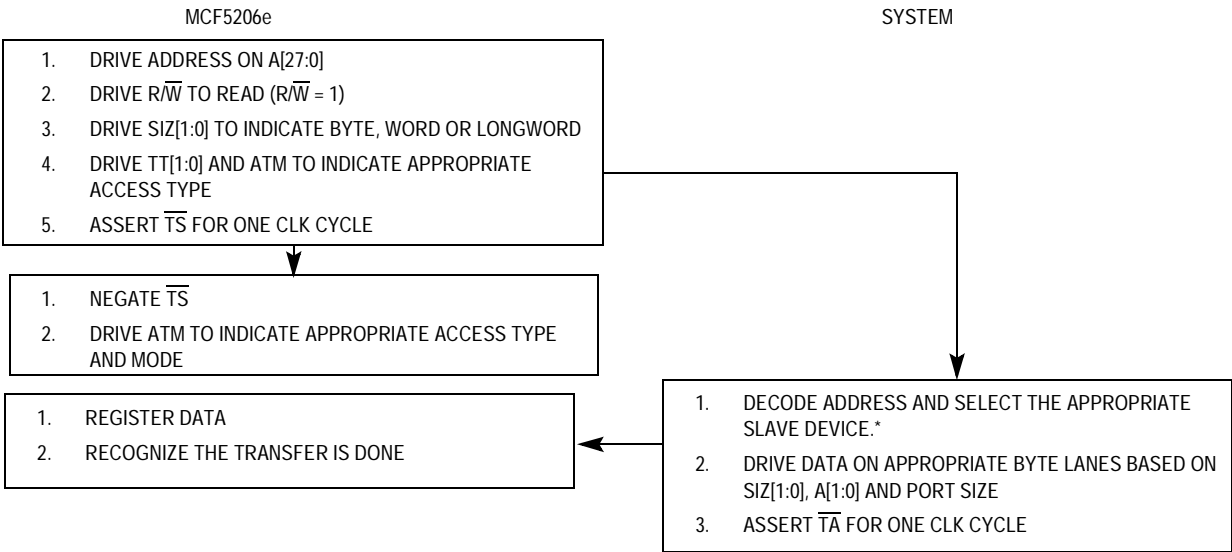 MCF5206e
SYSTEM
1. DRIVE ADDRESS ON A[27:0]
2. DRIVE R/W̅ TO READ (R/W̅ = 1)
3. DRIVE SIZ[1:0] TO INDICATE BYTE, WORD OR LONGWORD
4. DRIVE TT[1:0] AND ATM TO INDICATE APPROPRIATE
ACCESS TYPE
5. ASSERT T̅S̅ FOR ONE CLK CYCLE
1. NEGATE T̅S̅
2. DRIVE ATM TO INDICATE APPROPRIATE ACCESS TYPE
AND MODE
1. DECODE ADDRESS AND SELECT THE APPROPRIATE
SLAVE DEVICE.*
2. DRIVE DATA ON APPROPRIATE BYTE LANES BASED ON
SIZ[1:0], A[1:0] AND PORT SIZE
3. ASSERT T̅A̅ FOR ONE CLK CYCLE
1. REGISTER DATA
2. RECOGNIZE THE TRANSFER IS DONE